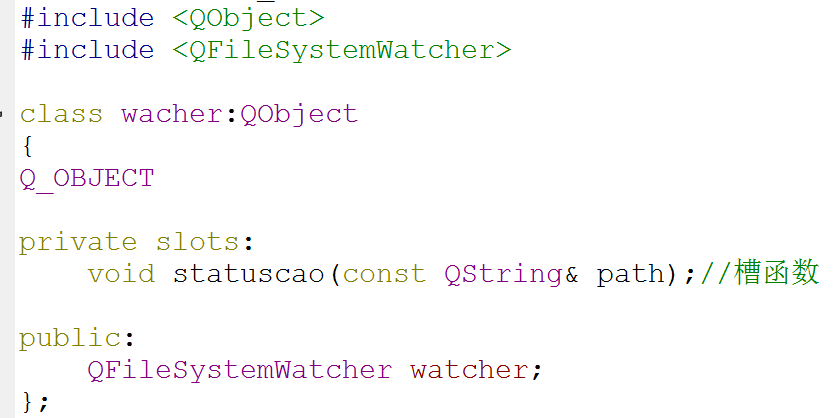 #include <QObject>
#include <QFileSystemWatcher>
class wacher:QObject
{
Q_OBJECT
private slots:
void statuscao(const QString& path);//槽函数
public:
QFileSystemWatcher watcher;
};